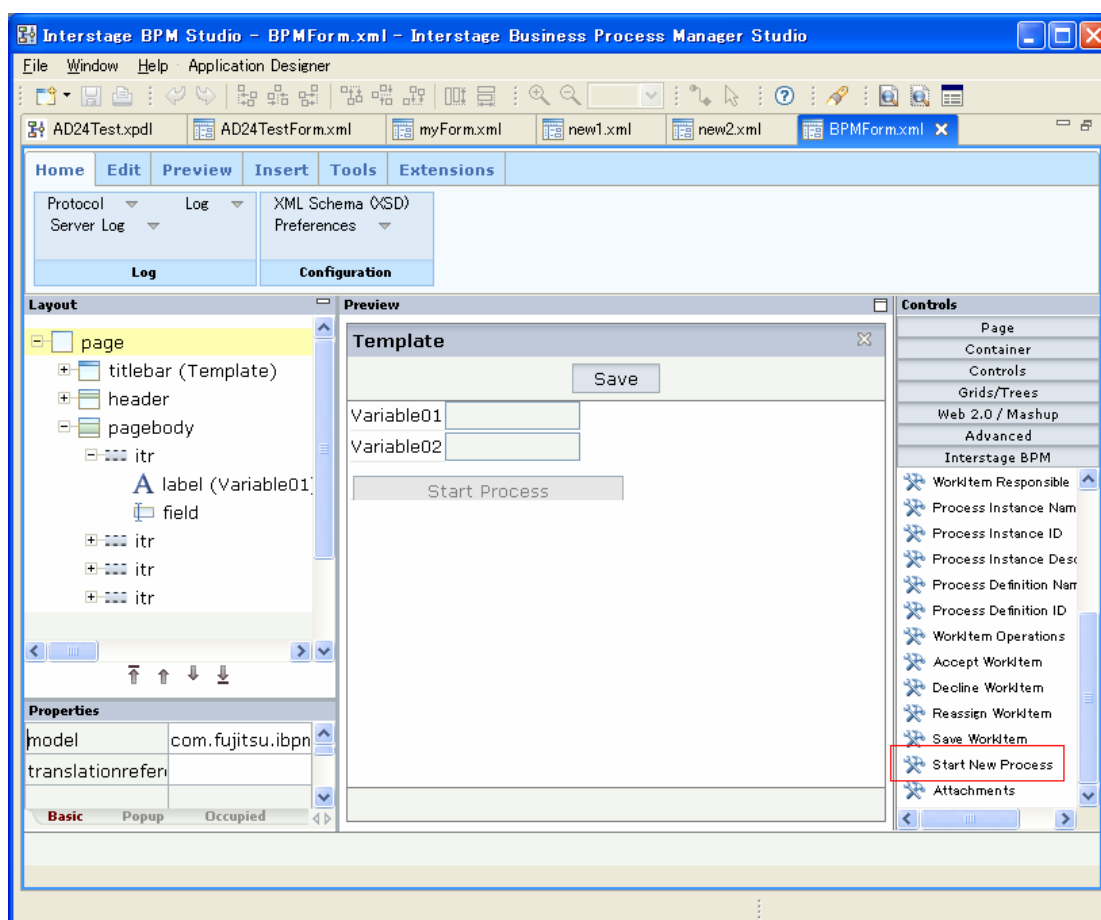 Interstage BPM Studio - BPMForm.xml - Interstage Business Process Manager Studio
File Window Help Application Designer
AD24Test.xpdl AD24TestForm.xml myForm.xml new1.xml new2.xml BPMForm.xml
Home Edit Preview Insert Tools Extensions
Protocol Log XML Schema (XSD)
Server Log Preferences
Log Configuration
Layout Preview Controls
page
titlebar (Template)
header
pagebody
itr
label (Variable01)
field
itr
itr
itr
Template
Save
Variable01
Variable02
Start Process
Page
Container
Controls
Grids/Trees
Web 2.0 / Mashup
Advanced
Interstage BPM
WorkItem Responsible
Process Instance Nam
Process Instance ID
Process Instance Desc
Process Definition Nam
Process Definition ID
WorkItem Operations
Accept WorkItem
Decline WorkItem
Reassign WorkItem
Save WorkItem
Start New Process
Attachments
Properties
model com.fujitsu.ibpm
translationrefer
Basic Popup Occupied